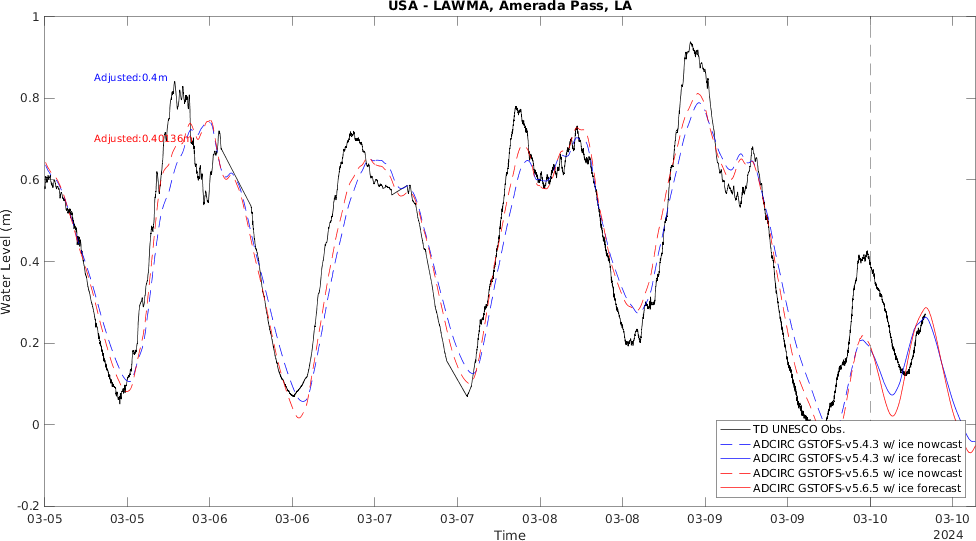 USA - LAWMA, Amerada Pass, LA
1
0.8
0.6
0.4
0.2
0
-0.2
Water Level (m)
Adjusted:0.4m
TD UNESCO Obs.
ADCIRC GSTOFS-v5.4.3 w/ ice nowcast
ADCIRC GSTOFS-v5.4.3 w/ ice forecast
ADCIRC GSTOFS-v5.6.5 w/ ice nowcast
ADCIRC GSTOFS-v5.6.5 w/ ice forecast
03-05 03-05 03-06 03-06 03-07 03-07 03-08 03-08 03-09 03-09 03-10 03-10
2024
Time